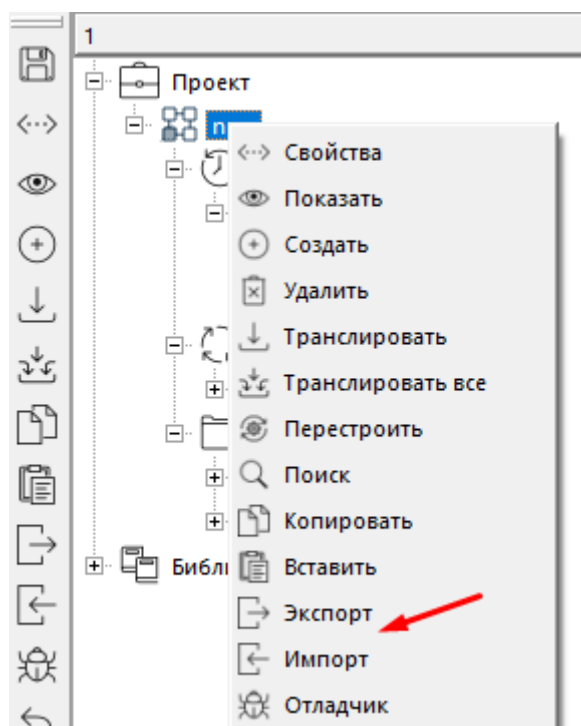 1
Проект
Свойства
Показать
Создать
Удалить
Транслировать
Транслировать все
Перестроить
Поиск
Копировать
Вставить
Экспорт
Импорт
Отладчик